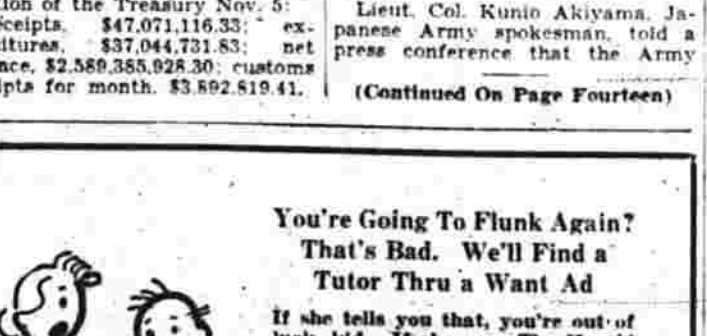 tion of the Treasury Nov. 5:
ceipts, $47,071,116.33; ex-
itures, $37,044,731.83; net
nce, $2,589,385,928.30; customs
ipts for month, $3,892,819.41.
Lieut. Col. Kunio Akiyama, Ja-
panese Army spokesman, told a
press conference that the Army
(Continued On Page Fourteen)
You're Going To Flunk Again?
That's Bad. We'll Find a
Tutor Thru a Want Ad
If she tells you that, you're out of